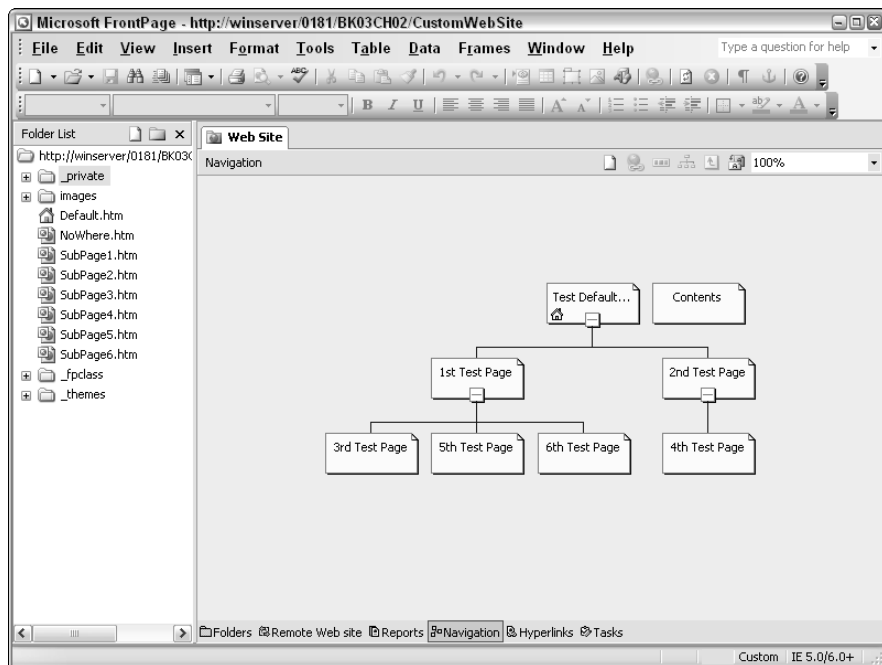 Microsoft FrontPage - http://winserver/0181/BK03CH02/CustomWebSite
File Edit View Insert Format Tools Table Data Frames Window Help Type a question for help
ABC
B I U A A ab A
Folder List
Web Site
http://winserver/0181/BK03C
Navigation 100%
_private
images
Default.htm
NoWhere.htm
SubPage1.htm
SubPage2.htm
SubPage3.htm
SubPage4.htm
SubPage5.htm
SubPage6.htm
_fpclass
_themes
Test Default... Contents
1st Test Page 2nd Test Page
3rd Test Page 5th Test Page 6th Test Page 4th Test Page
Folders Remote Web site Reports Navigation Hyperlinks Tasks
Custom IE 5.0/6.0+